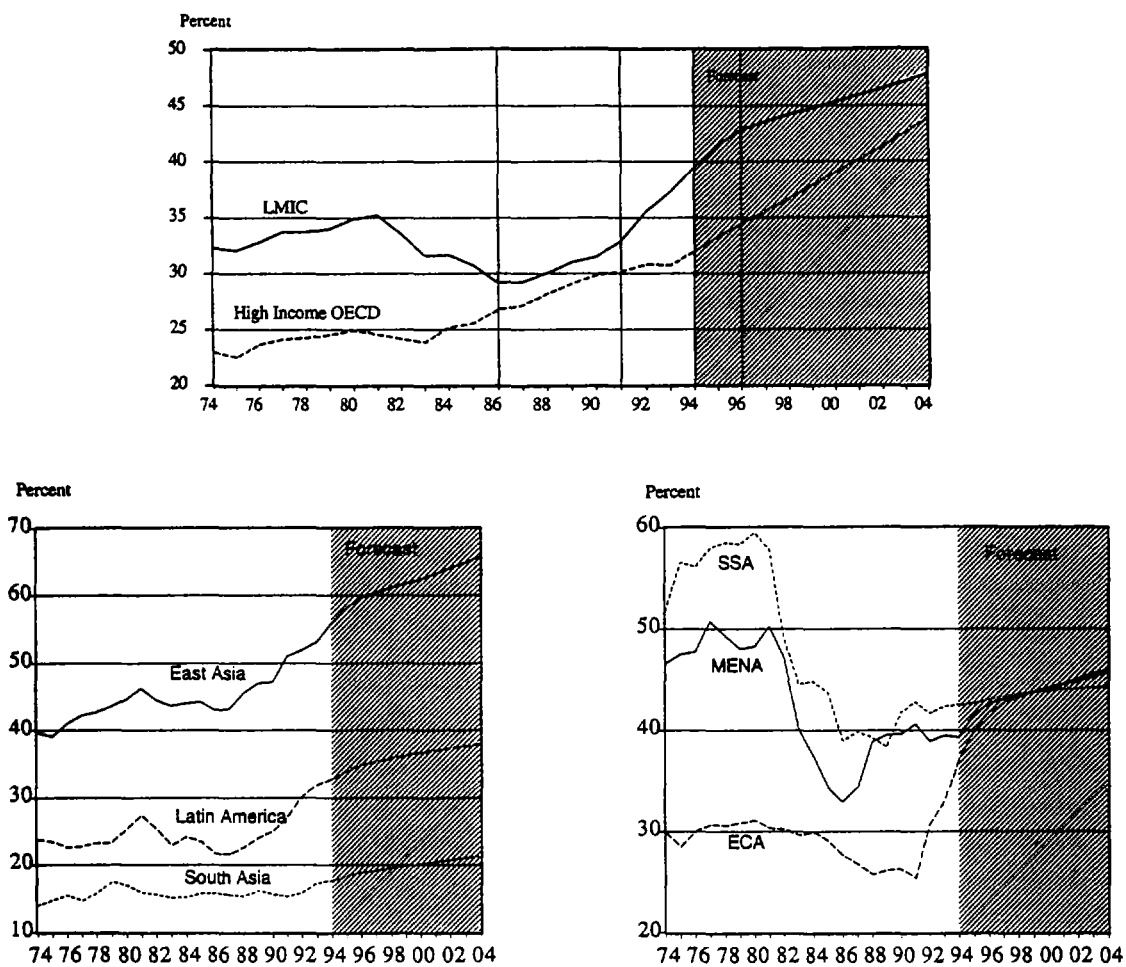 Percent
50
Forecast
45
40
35
LMIC
30
High Income OECD
25
20
74 76 78 80 82 86 88 90 92 94 96 98 00 02 04
Percent
70
Forecast
60
50
East Asia
40
30
Latin America
20
South Asia
10
74 76 78 80 82 84 86 88 90 92 94 96 98 00 02 04
Percent
60
Forecast
SSA
50
MENA
40
30
ECA
20
74 76 78 80 82 84 86 88 90 92 94 96 98 00 02 04